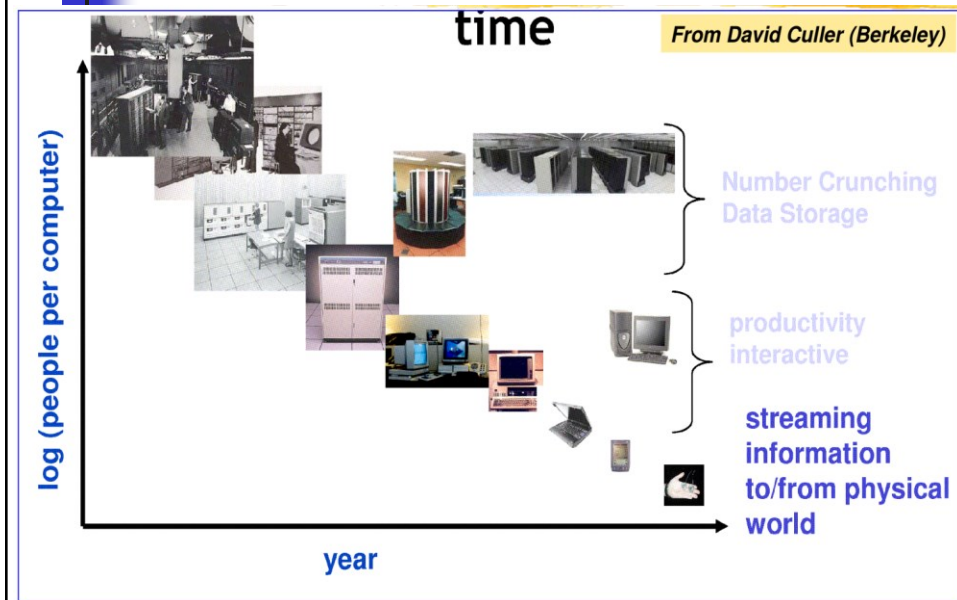 time
From David Culler (Berkeley)
log (people per computer)
Number Crunching
Data Storage
productivity
interactive
streaming
information
to/from physical
world
year